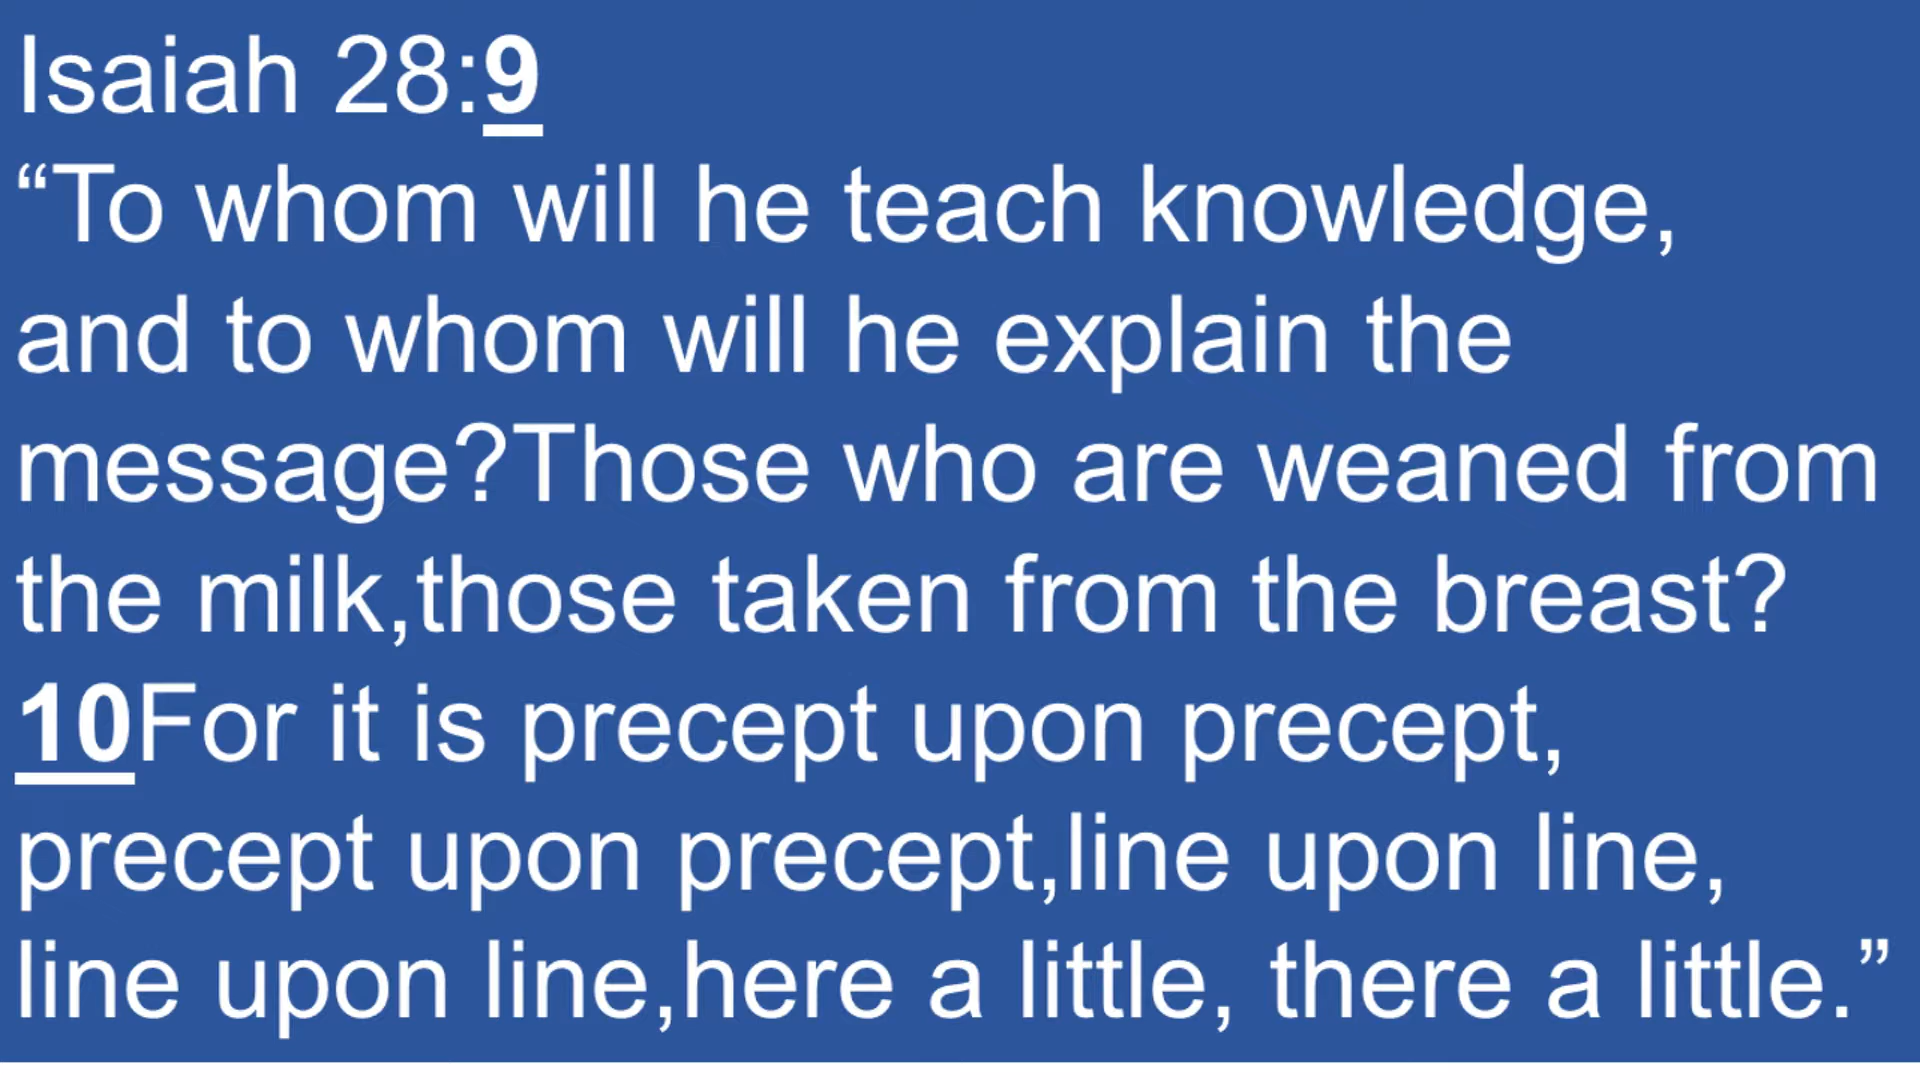 Isaiah 28:9
“To whom will he teach knowledge,
and to whom will he explain the
message?Those who are weaned from
the milk,those taken from the breast?
10For it is precept upon precept,
precept upon precept,line upon line,
line upon line,here a little, there a little.”